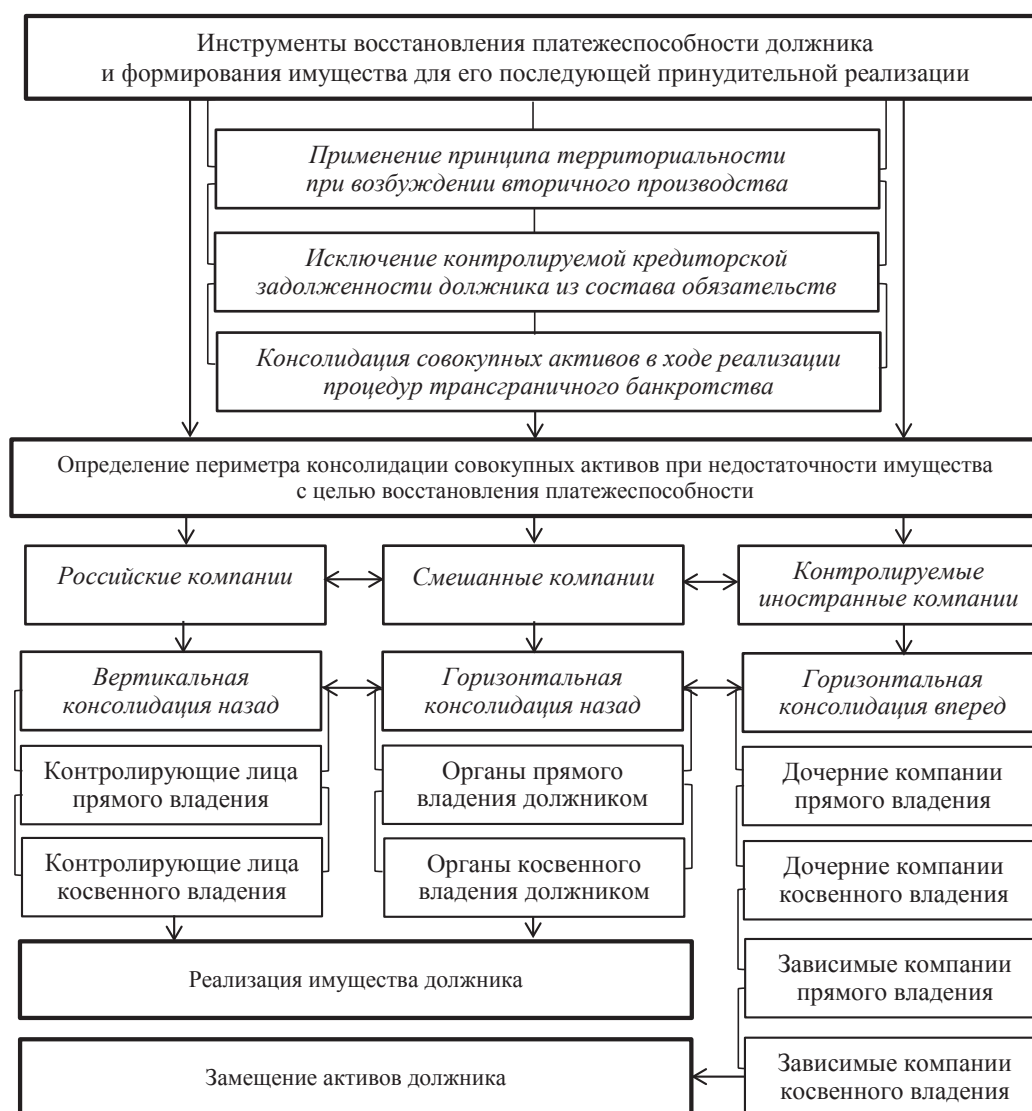 Инструменты восстановления платежеспособности должника
и формирования имущества для его последующей принудительной реализации
Применение принципа территориальности
при возбуждении вторичного производства
Исключение контролируемой кредиторской
задолженности должника из состава обязательств
Консолидация совокупных активов в ходе реализации
процедур трансграничного банкротства
Определение периметра консолидации совокупных активов при недостаточности имущества
с целью восстановления платежеспособности
Российские компании
Смешанные компании
Контролируемые
иностранные компании
Вертикальная
консолидация назад
Горизонтальная
консолидация назад
Горизонтальная
консолидация вперед
Контролирующие лица
прямого владения
Органы прямого
владения должником
Дочерние компании
прямого владения
Контролирующие лица
косвенного владения
Органы косвенного
владения должником
Дочерние компании
косвенного владения
Реализация имущества должника
Зависимые компании
прямого владения
Замещение активов должника
Зависимые компании
косвенного владения